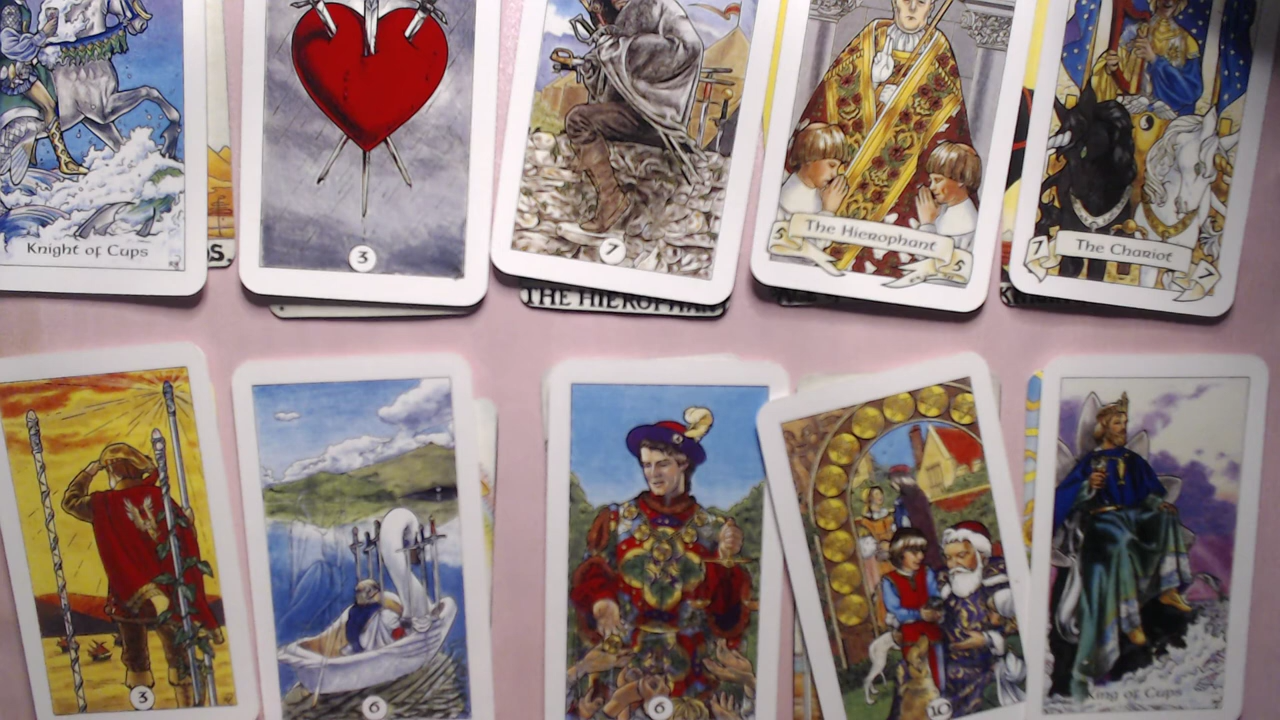 Knight of Cups
S.
3
7
THE HIEROPHAN
5
The Hierophant
5
7
The Chariot
7
3
6
6
10
King of Cups